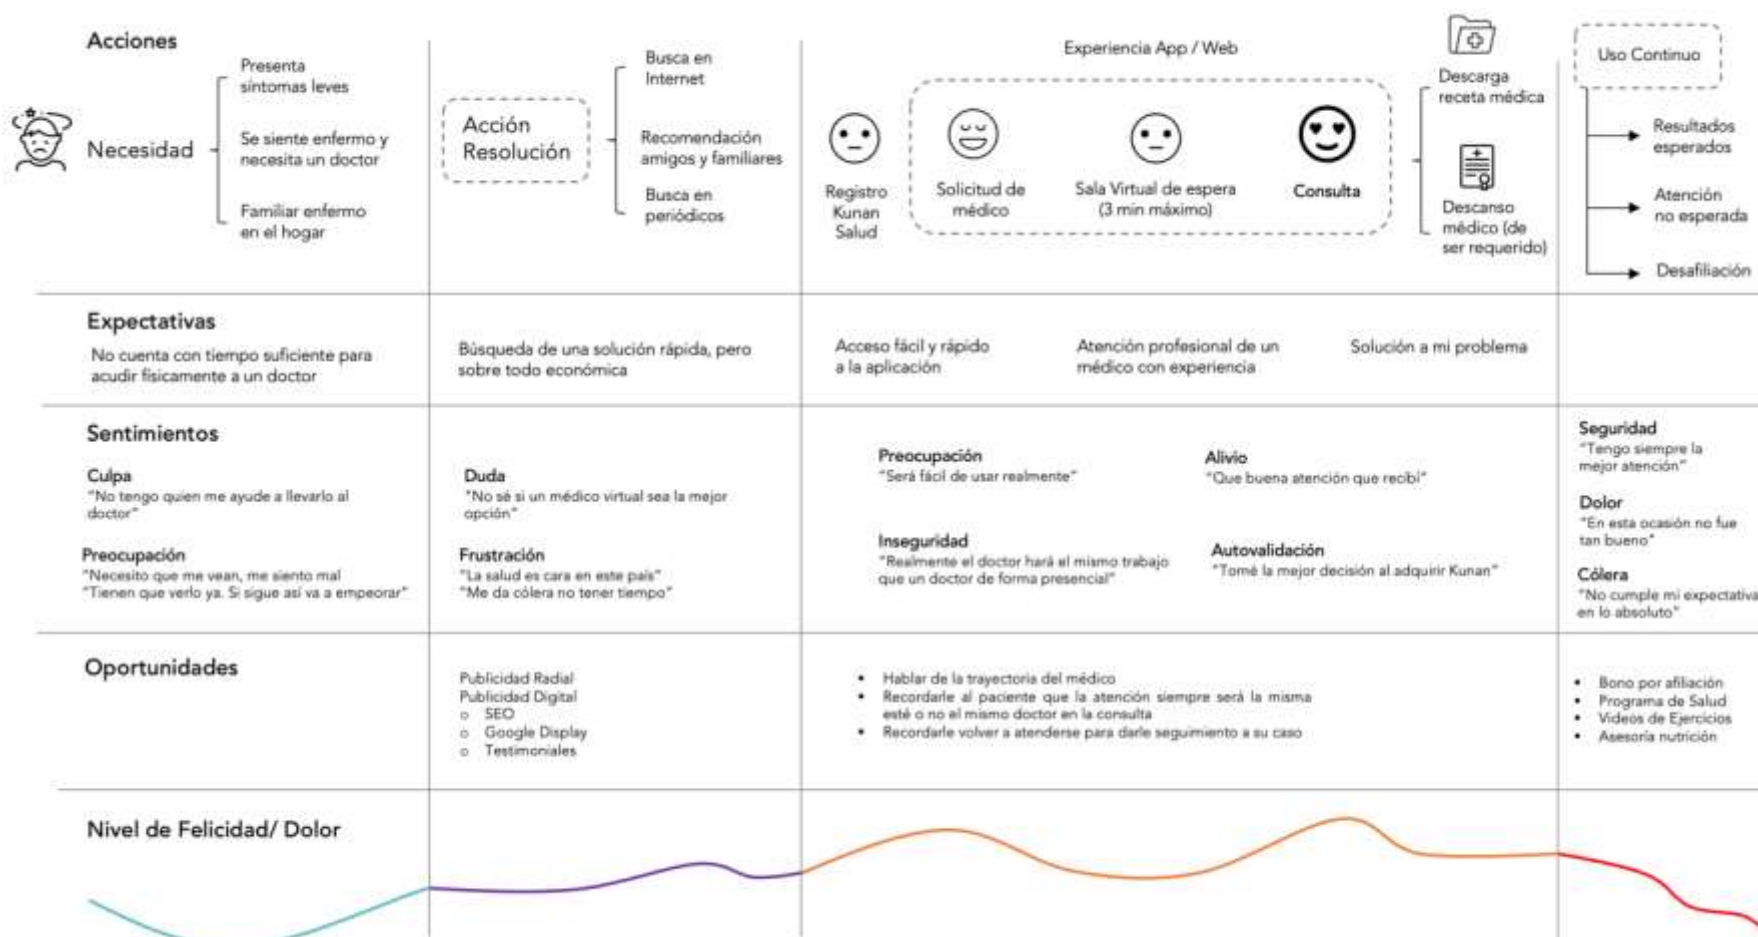 Acciones
Necesidad
Presenta
síntomas leves
Se siente enfermo y
necesita un doctor
Familiar enfermo
en el hogar
Acción
Resolución
Busca en
Internet
Recomendación
amigos y familiares
Busca en
periódicos
Experiencia App / Web
Registro
Kunan
Salud
Solicitud de
médico
Sala Virtual de espera
(3 min máximo)
Consulta
Descarga
receta médica
Descanso
médico (de
ser requerido)
Uso Continuo
Resultados
esperados
Atención
no esperada
Desafiliación
Expectativas
No cuenta con tiempo suficiente para
acudir físicamente a un doctor
Búsqueda de una solución rápida, pero
sobre todo económica
Acceso fácil y rápido
a la aplicación
Atención profesional de un
médico con experiencia
Solución a mi problema
Sentimientos
Culpa
"No tengo quien me ayude a llevarlo al
doctor"
Preocupación
"Necesito que me vean, me siento mal
"Tienen que verlo ya. Si sigue así va a empeorar"
Duda
"No sé si un médico virtual sea la mejor
opción"
Frustración
"La salud es cara en este país"
"Me da cólera no tener tiempo"
Preocupación
"Será fácil de usar realmente"
Inseguridad
"Realmente el doctor hará el mismo trabajo
que un doctor de forma presencial"
Alivio
"Que buena atención que recibí"
Autovalidación
"Tomé la mejor decisión al adquirir Kunan"
Seguridad
"Tengo siempre la
mejor atención"
Dolor
"En esta ocasión no fue
tan bueno"
Cólera
"No cumple mi expectativa
en lo absoluto"
Oportunidades
Publicidad Radial
Publicidad Digital
o SEO
o Google Display
o Testimoniales
• Hablar de la trayectoria del médico
• Recordarle al paciente que la atención siempre será la misma
esté o no el mismo doctor en la consulta
• Recordarle volver a atenderse para darle seguimiento a su caso
• Bono por afiliación
• Programa de Salud
• Videos de Ejercicios
• Asesoría nutrición
Nivel de Felicidad/ Dolor